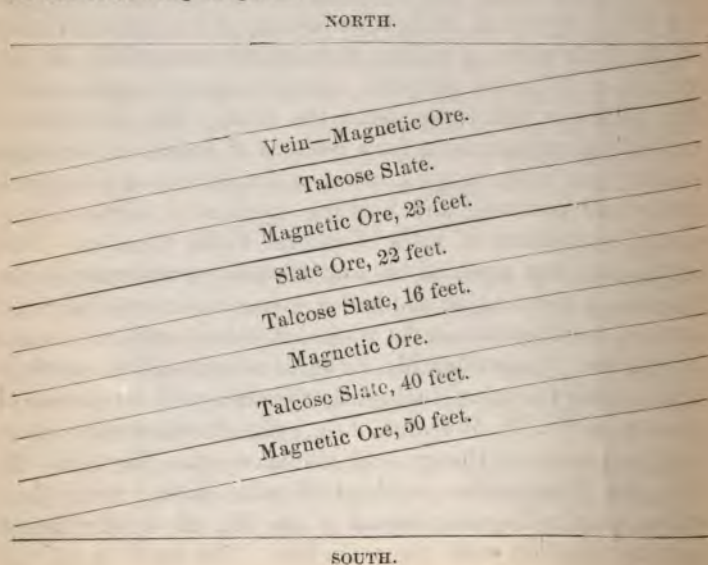 NORTH.
Vein—Magnetic Ore.
Talcose Slate.
Magnetic Ore, 23 feet.
Slate Ore, 22 feet.
Talcose Slate, 16 feet.
Magnetic Ore.
Talcose Slate, 40 feet.
Magnetic Ore, 50 feet.
SOUTH.